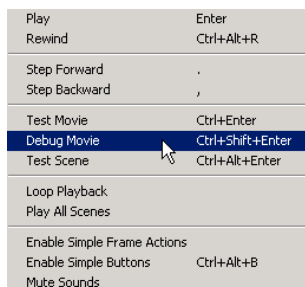 Play Enter
Rewind Ctrl+Alt+R
Step Forward .
Step Backward ,
Test Movie Ctrl+Enter
Debug Movie Ctrl+Shift+Enter
Test Scene Ctrl+Alt+Enter
Loop Playback
Play All Scenes
Enable Simple Frame Actions
Enable Simple Buttons Ctrl+Alt+B
Mute Sounds